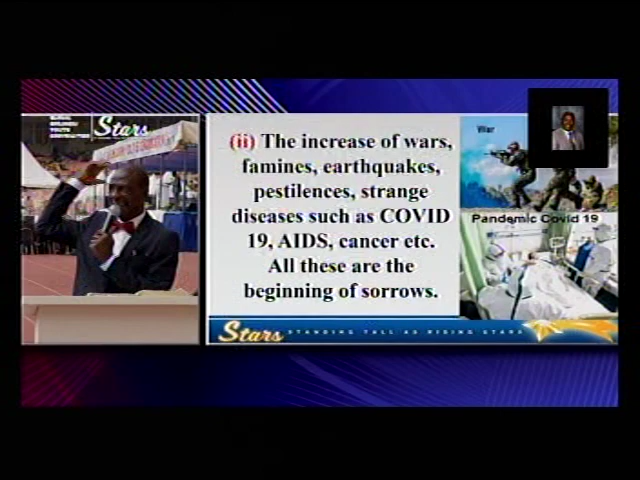 Stars
(ii) The increase of wars,
famines, earthquakes,
pestilences, strange
diseases such as COVID
19, AIDS, cancer etc.
All these are the
beginning of sorrows.
War
Pandemic Covid 19
Stars STANDING TALL AS RISING STARS